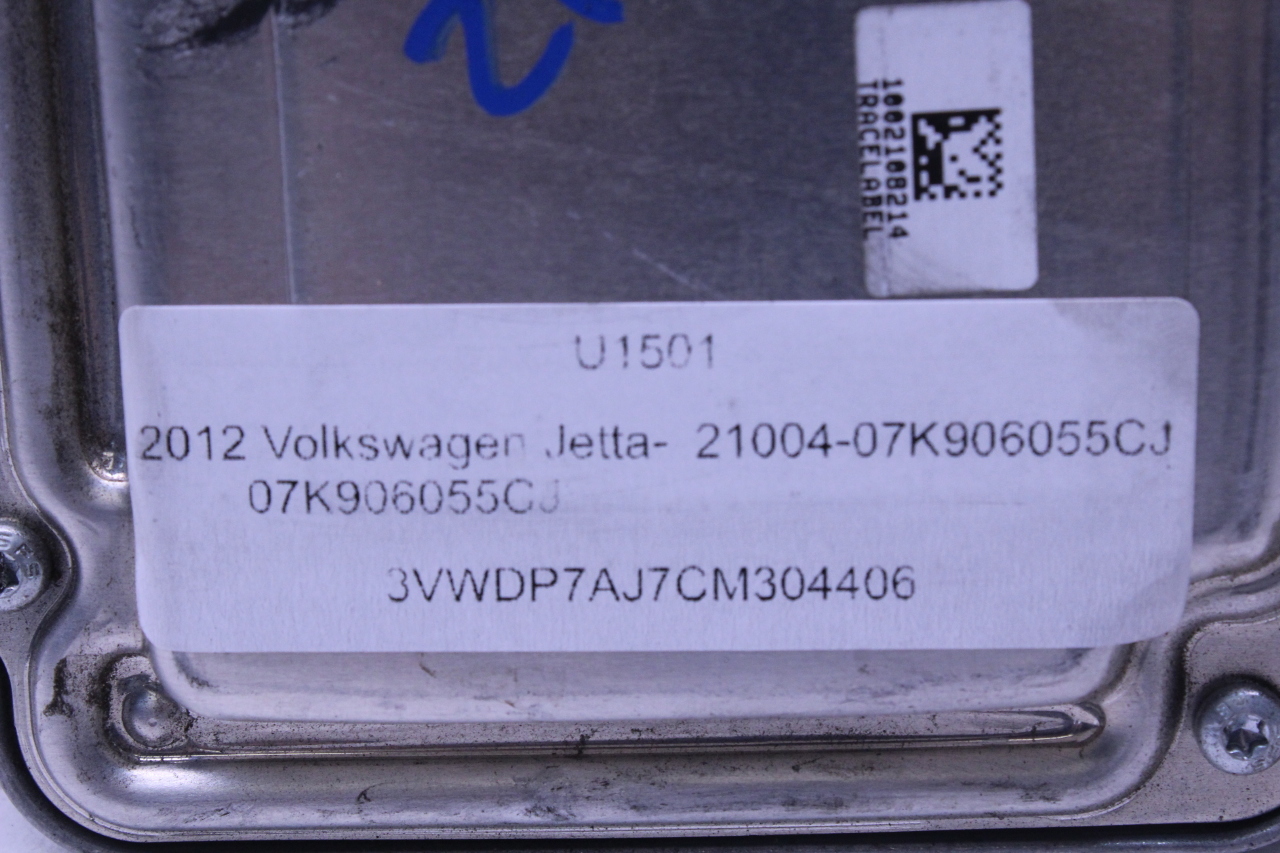 1002108214
TRACELABEL
U1501
2012 Volkswagen Jetta- 21004-07K906055CJ
07K906055CJ
3VWDP7AJ7CM304406